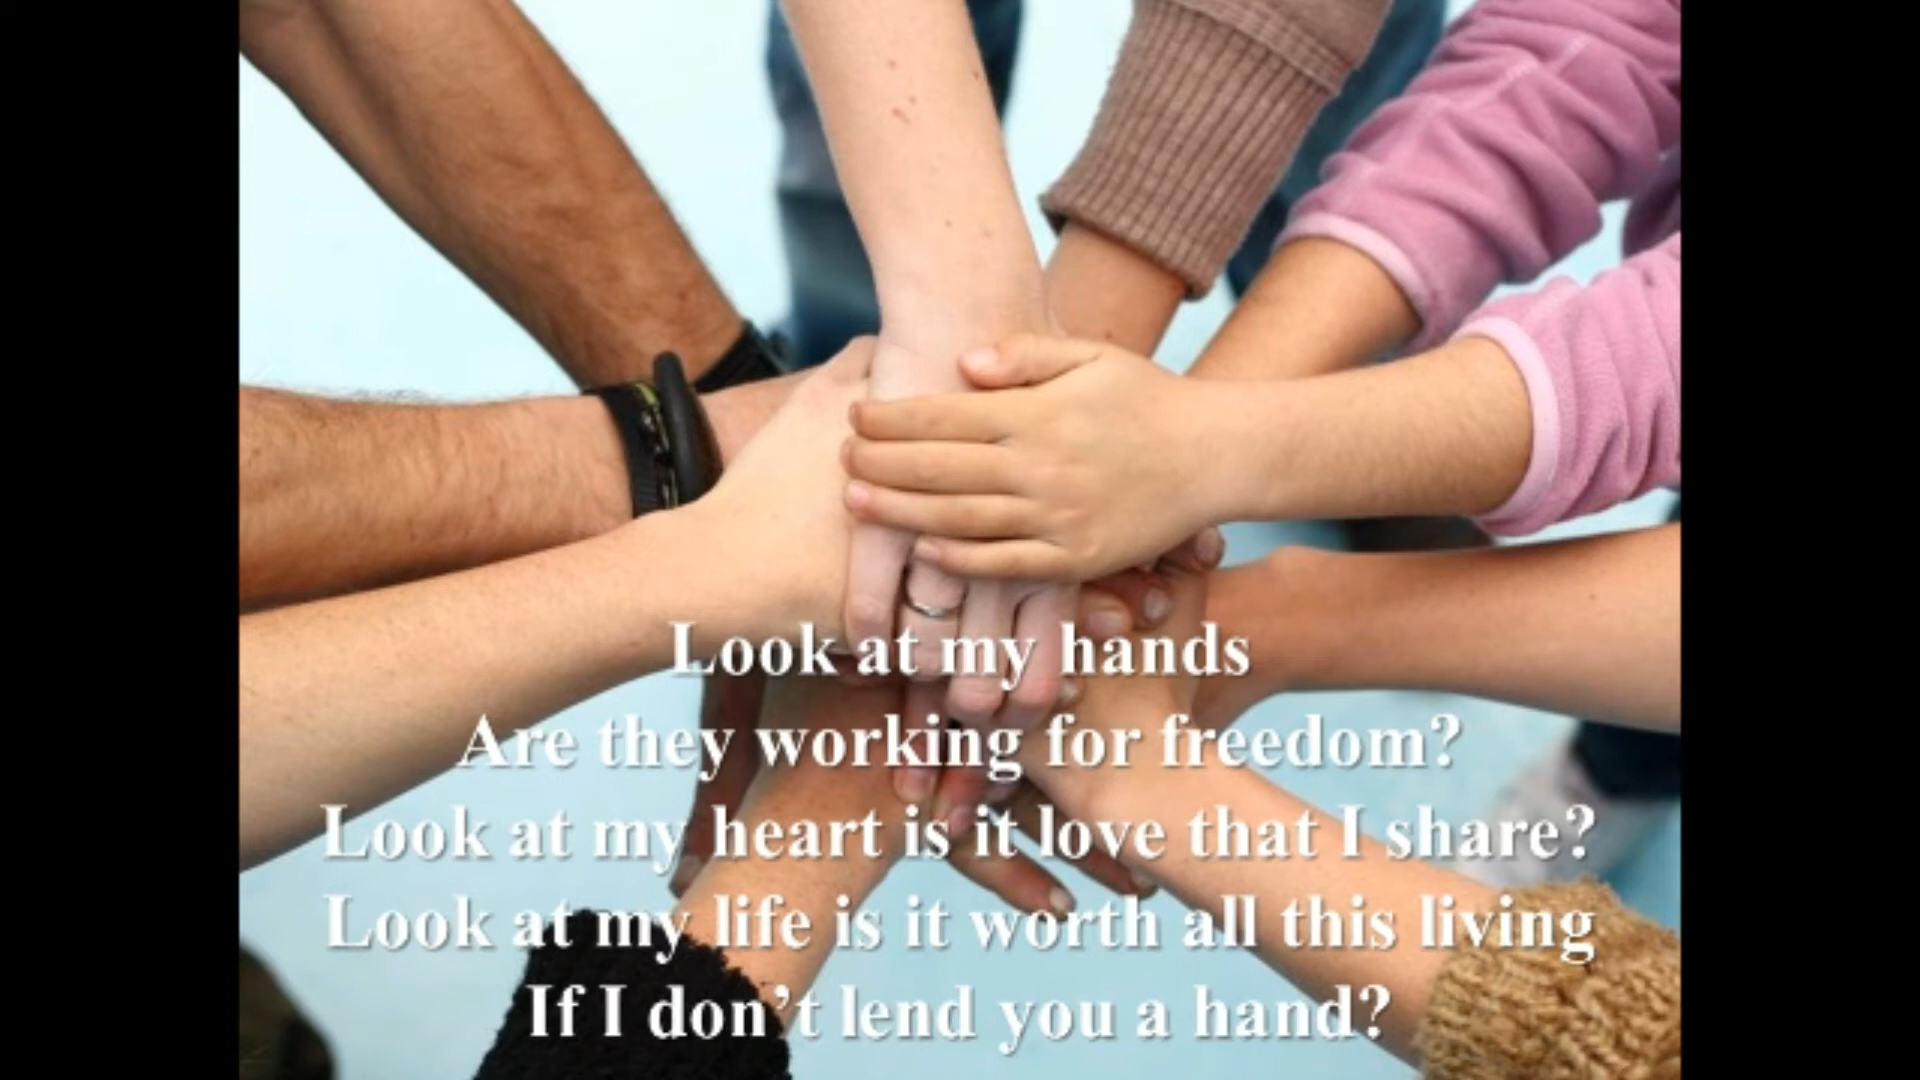 Look at my hands
Are they working for freedom?
Look at my heart is it love that I share?
Look at my life is it worth all this living
If I don’t lend you a hand?